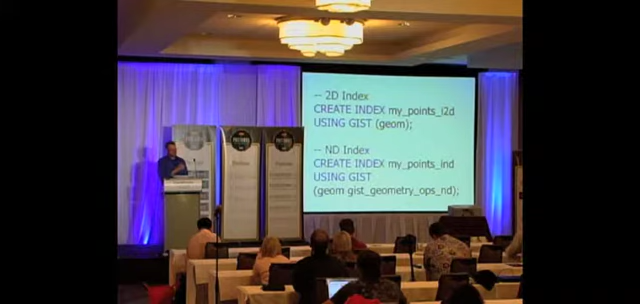 -- 2D Index
CREATE INDEX my_points_i2d
USING GIST (geom);
-- ND Index
CREATE INDEX my_points_ind
USING GIST
(geom gist_geometry_ops_nd);